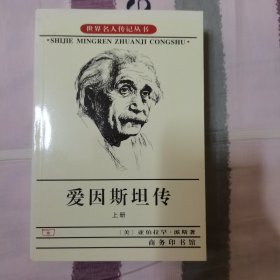 世界名人传记丛书
·SHIJIE MINGREN ZHUANJI CONGSHU·
爱因斯坦传
上册
〔美〕亚伯拉罕·派斯著
商务印书馆